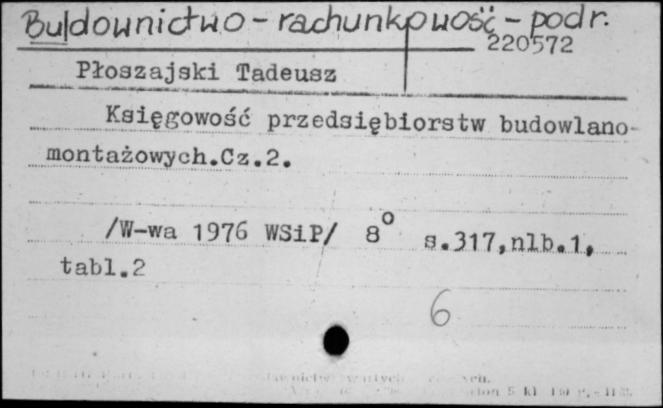 Budownictwo – rachunkowość – podr.
220572
Płoszajski Tadeusz
Księgowość przedsiębiorstw budowlano-
montażowych.Cz.2.
/W-wa 1976 WSiP/ 8o s.317,nlb.1,
tabl.2
6